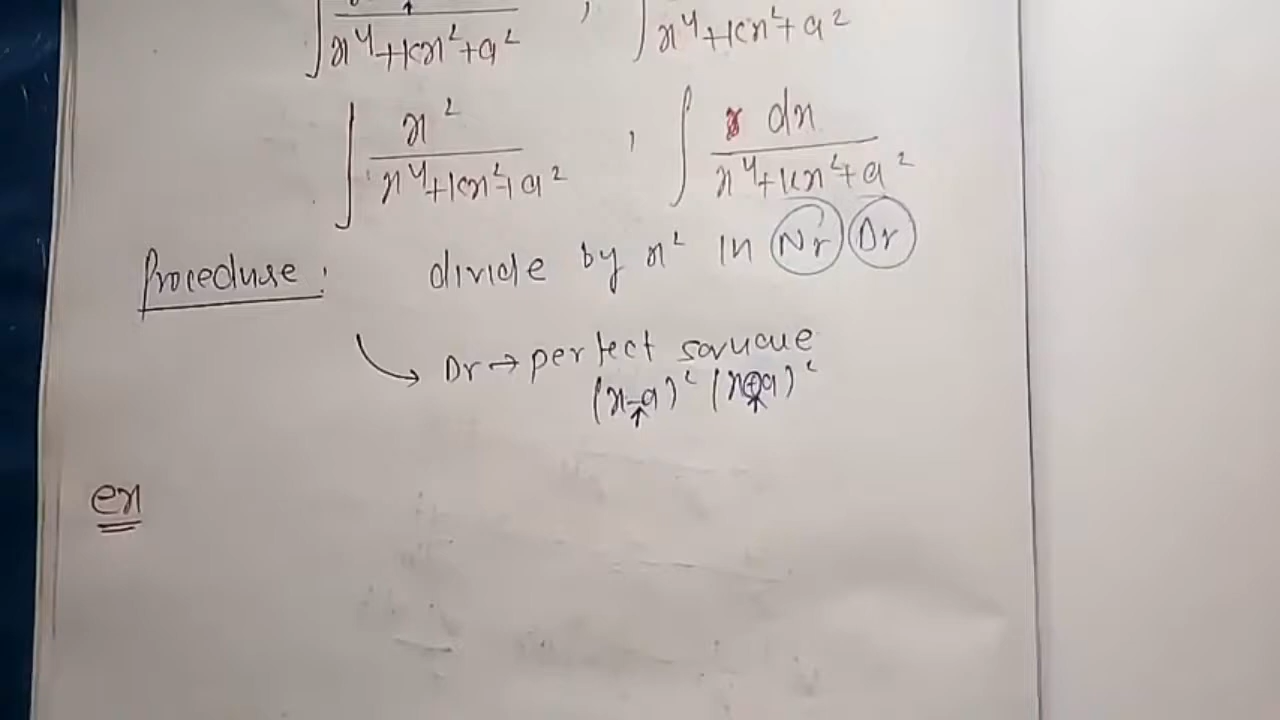 ∫ x⁴+kx²+a² , ∫ x⁴+kx²+a²
∫ x² / x⁴+kx²+a² , ∫ dx / x⁴+kx²+a²
Procedure : divide by x² in Nr Dr
↳ Dr → perfect square
(x-a)² (x+a)²
ex